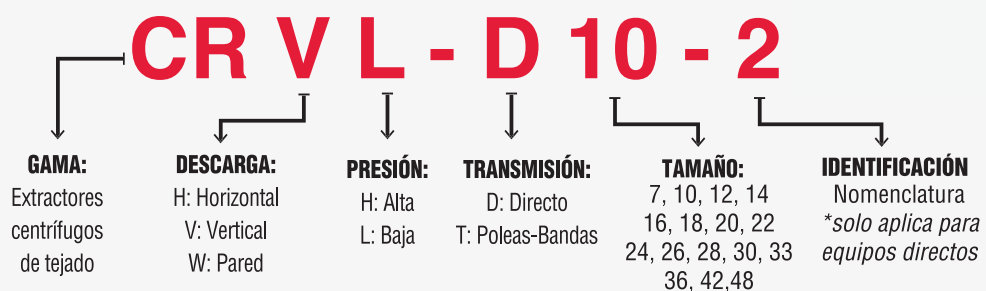 CR V L - D 10 - 2
GAMA:
Extractores
centrífugos
de tejado
DESCARGA:
H: Horizontal
V: Vertical
W: Pared
PRESIÓN:
H: Alta
L: Baja
TRANSMISIÓN:
D: Directo
T: Poleas-Bandas
TAMAÑO:
7, 10, 12, 14
16, 18, 20, 22
24, 26, 28, 30, 33
36, 42,48
IDENTIFICACIÓN
Nomenclatura
*solo aplica para
equipos directos